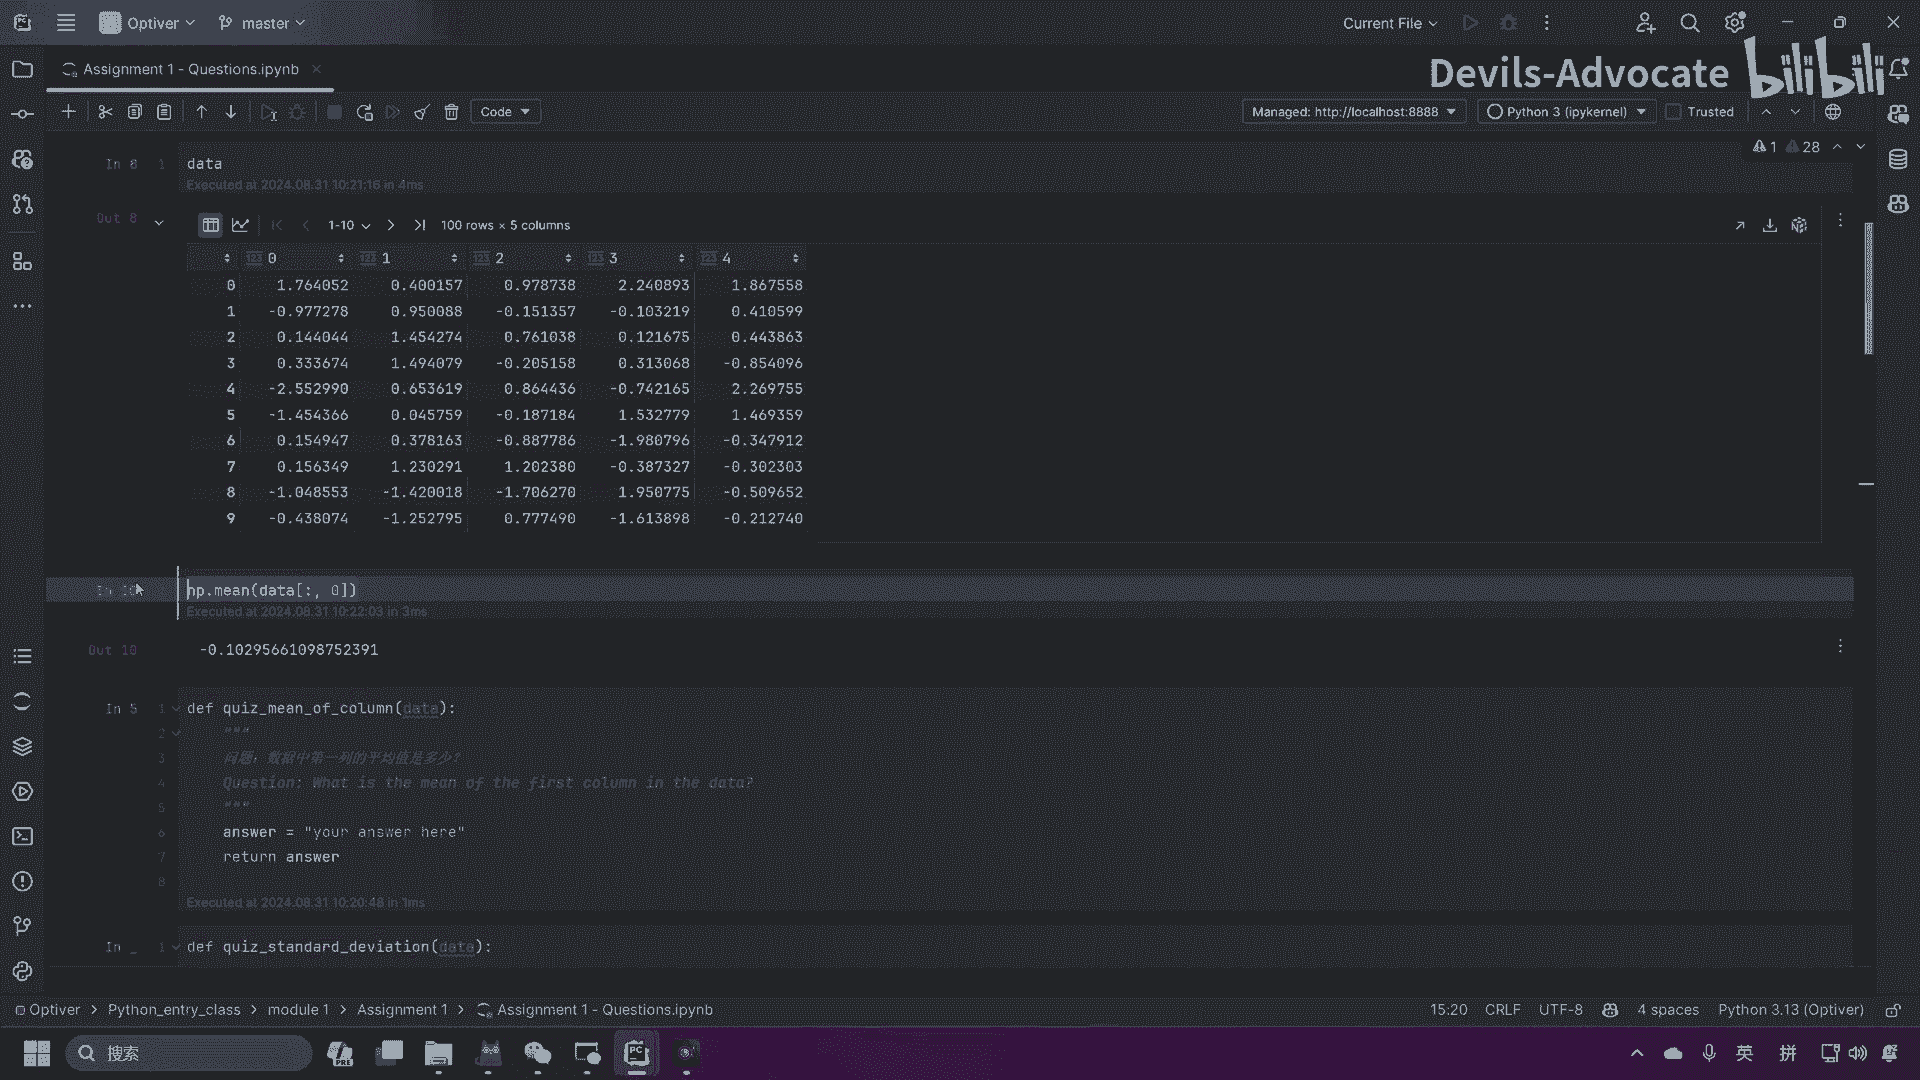 Optiver master Current File
Assignment 1 - Questions.ipynb
Devils-Advocate bilibili
Code Managed: http://localhost:8888 Python 3 (ipykernel) Trusted
1 28
In 8 1 data
Executed at 2024.08.31 10:21:16 in 4ms
Out 8 1-10 100 rows × 5 columns
0 1 2 3 4
0 1.764052 0.400157 0.978738 2.240893 1.867558
1 -0.977278 0.950088 -0.151357 -0.103219 0.410599
2 0.144044 1.454274 0.761038 0.121675 0.443863
3 0.333674 1.494079 -0.205158 0.313068 -0.854096
4 -2.552990 0.653619 0.864436 -0.742165 2.269755
5 -1.454366 0.045759 -0.187184 1.532779 1.469359
6 0.154947 0.378163 -0.887786 -1.980796 -0.347912
7 0.156349 1.230291 1.202380 -0.387327 -0.302303
8 -1.048553 -1.420018 -1.706270 1.950775 -0.509652
9 -0.438074 -1.252795 0.777490 -1.613898 -0.212740
In 10 np.mean(data[:, 0])
Executed at 2024.08.31 10:22:03 in 3ms
Out 10 -0.10295661098752391
In 5 1 def quiz_mean_of_column(data):
2 """
3 问题：数据中第一列的平均值是多少？
4 Question: What is the mean of the first column in the data?
5 """
6 answer = "your answer here"
7 return answer
8
Executed at 2024.08.31 10:20:48 in 1ms
In _ 1 def quiz_standard_deviation(data):
Optiver > Python_entry_class > module 1 > Assignment 1 > Assignment 1 - Questions.ipynb 15:20 CRLF UTF-8 4 spaces Python 3.13 (Optiver)
搜索 英 拼